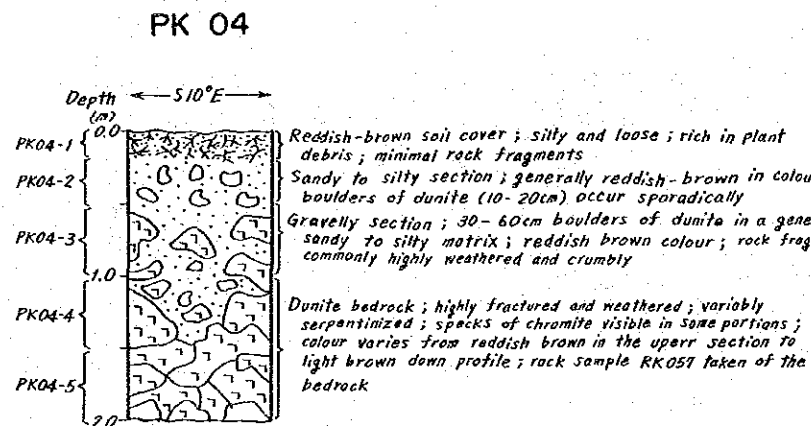 PK 04
Depth
(m)
S10°E
0.0
PK04-1
Reddish-brown soil cover ; silty and loose ; rich in plant
debris ; minimal rock fragments
PK04-2
Sandy to silty section ; generally reddish-brown in colou
boulders of dunite (10-20cm) occur sporadically
PK04-3
Gravelly section ; 30-60cm boulders of dunite in a gene
sandy to silty matrix ; reddish brown colour ; rock frag
commonly highly weathered and crumbly
1.0
PK04-4
Dunite bedrock ; highly fractured and weathered ; variably
serpentinized ; specks of chromite visible in some portions ;
colour varies from reddish brown in the uperr section to
light brown down profile ; rock sample RK057 taken of the
bedrock
PK04-5
2.0